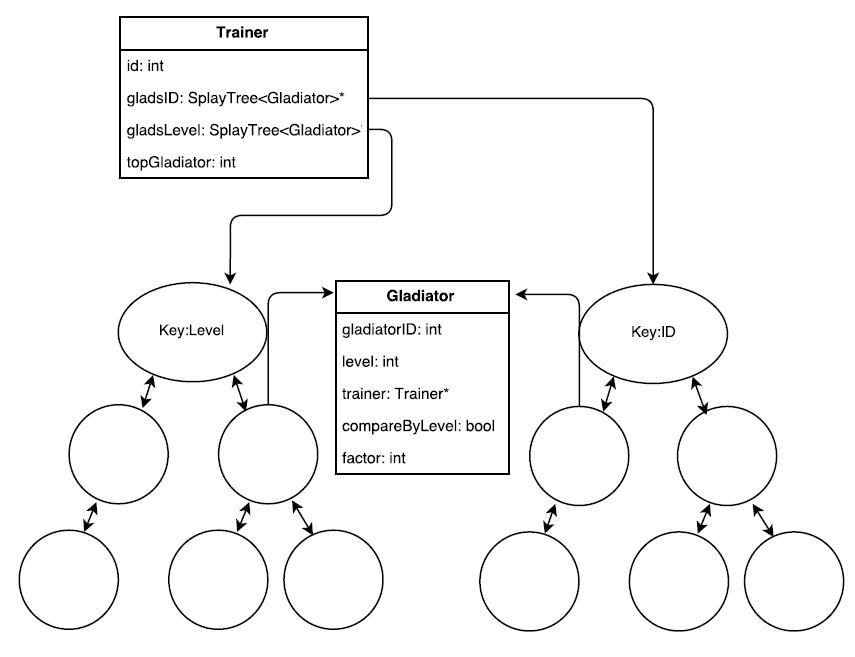 Trainer
id: int
gladsID: SplayTree<Gladiator>*
gladsLevel: SplayTree<Gladiator>*
topGladiator: int
Key:Level
Gladiator
gladiatorID: int
level: int
trainer: Trainer*
compareByLevel: bool
factor: int
Key:ID